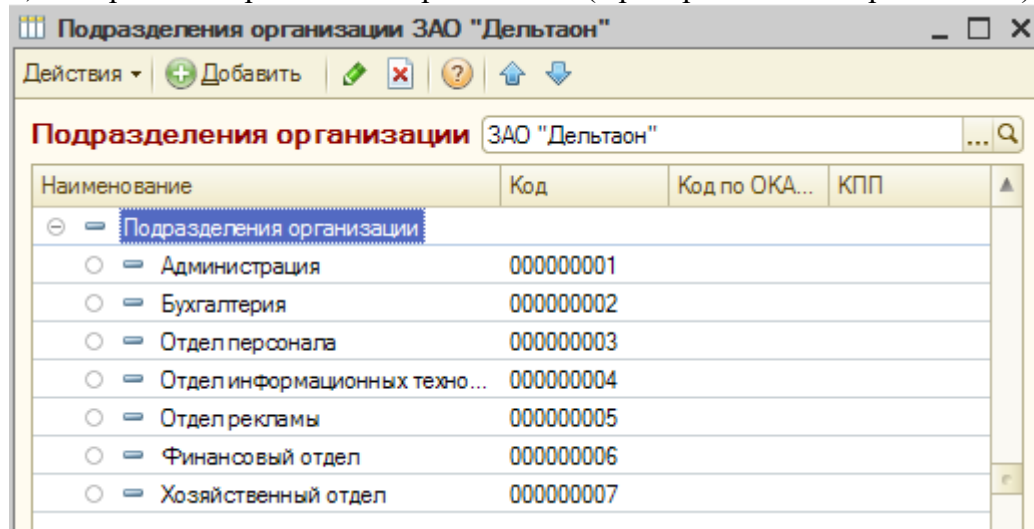 Подразделения организации ЗАО "Дельтаон"
Действия Добавить
Подразделения организации ЗАО "Дельтаон" ...
Наименование Код Код по ОКА... КПП
Подразделения организации
Администрация 000000001
Бухгалтерия 000000002
Отдел персонала 000000003
Отдел информационных техно... 000000004
Отдел рекламы 000000005
Финансовый отдел 000000006
Хозяйственный отдел 000000007